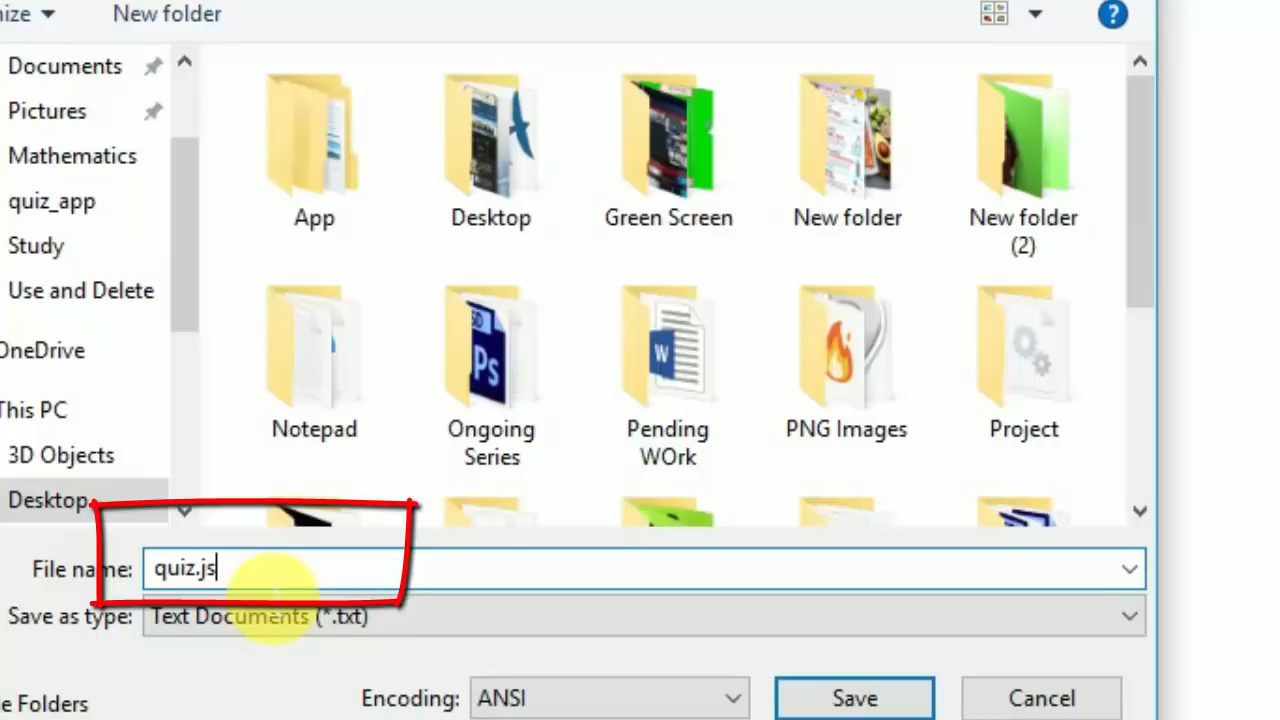 nize
New folder
Documents
Pictures
Mathematics
quiz_app
Study
Use and Delete
OneDrive
This PC
3D Objects
Desktop
App
Desktop
Green Screen
New folder
New folder
(2)
Notepad
Ongoing
Series
Pending
WOrk
PNG Images
Project
File name: quiz.js
Save as type: Text Documents (*.txt)
e Folders
Encoding: ANSI
Save
Cancel